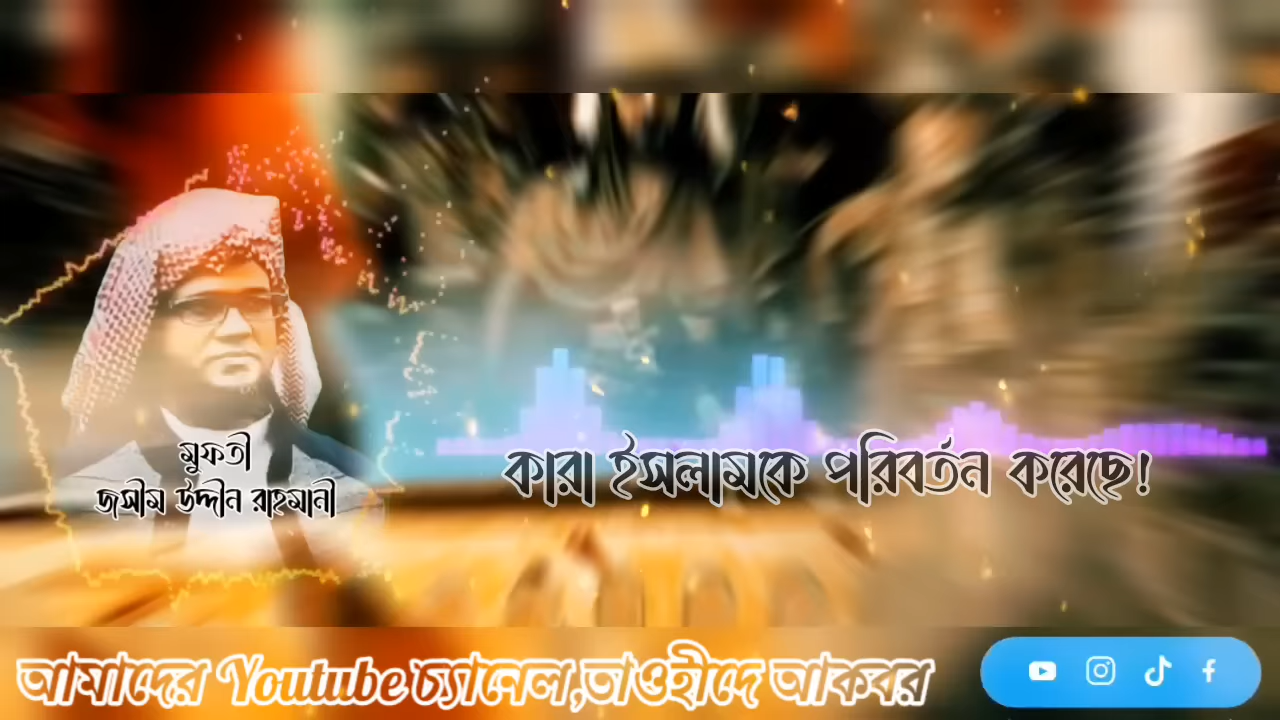 মুফতী
জসীম উদ্দীন রাহমানী
কারা ইসলামকে পরিবর্তন করেছে!
আমাদের Youtube চ্যানেল,তাওহীদে আকবর